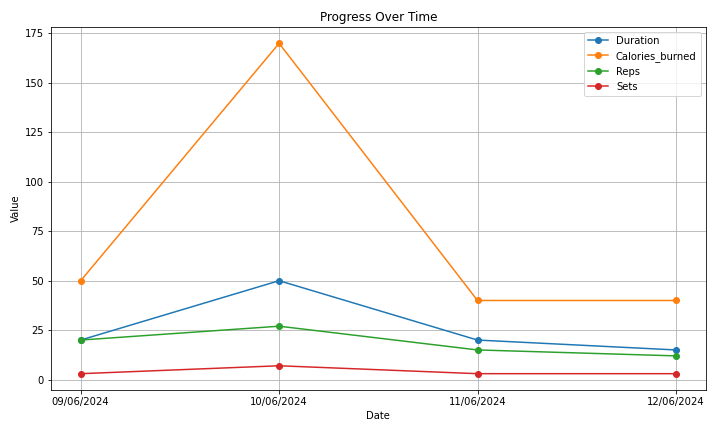 Progress Over Time
Duration
Calories_burned
Reps
Sets
175
150
125
100
75
50
25
0
Value
09/06/2024 10/06/2024 11/06/2024 12/06/2024
Date